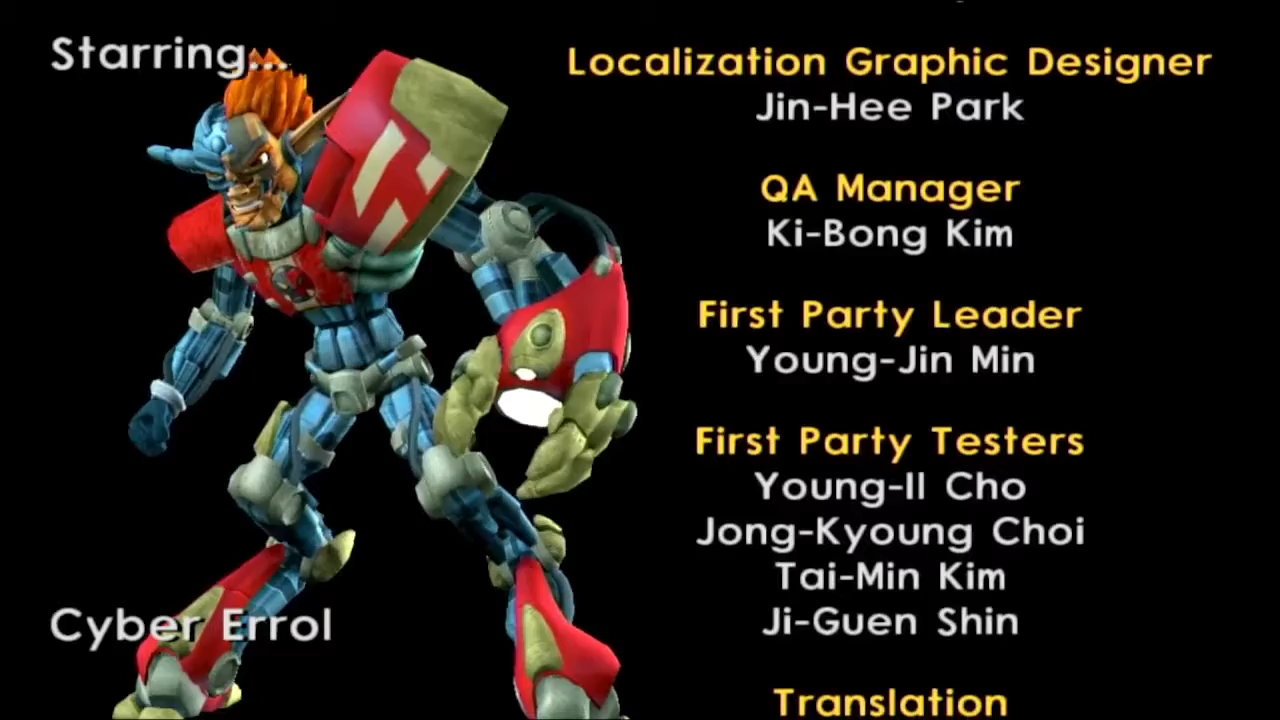 Starring...
Localization Graphic Designer
Jin-Hee Park
QA Manager
Ki-Bong Kim
First Party Leader
Young-Jin Min
First Party Testers
Young-Il Cho
Jong-Kyoung Choi
Tai-Min Kim
Ji-Guen Shin
Cyber Errol
Translation